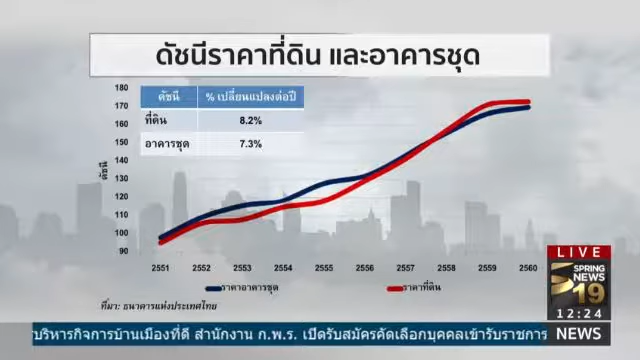 ดัชนีราคาที่ดิน และอาคารชุด
ดัชนี % เปลี่ยนแปลงต่อปี
ที่ดิน 8.2%
อาคารชุด 7.3%
ดัชนี
180
170
160
150
140
130
120
110
100
90
2551 2552 2553 2554 2555 2556 2557 2558 2559 2560
ราคาอาคารชุด ราคาที่ดิน
ที่มา: ธนาคารแห่งประเทศไทย
LIVE
SPRING
NEWS
19
12:24
NEWS
บริหารกิจการบ้านเมืองที่ดี สำนักงาน ก.พ.ร. เปิดรับสมัครคัดเลือกบุคคลเข้ารับราชการ